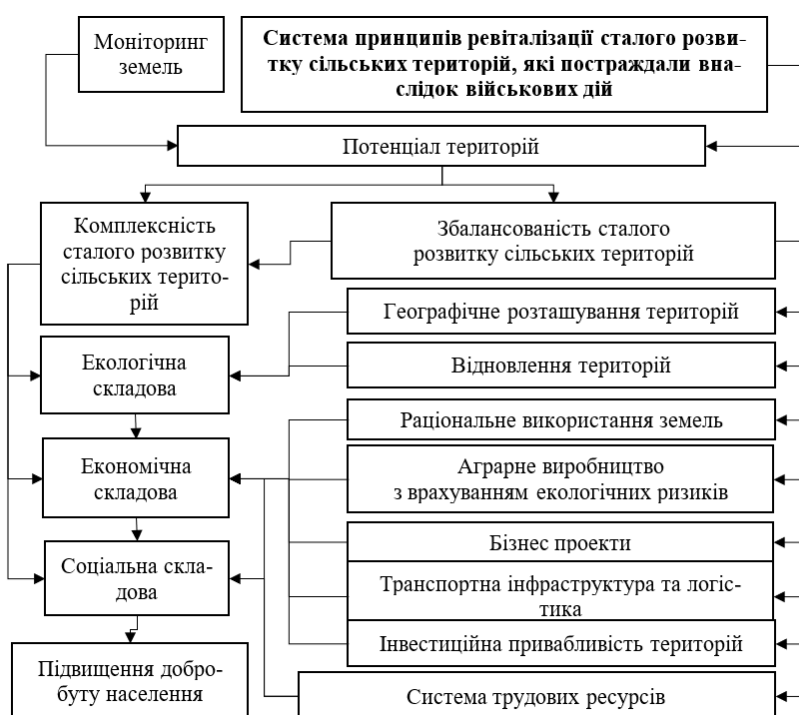 Моніторинг
земель
Система принципів ревіталізації сталого розви-
тку сільських територій, які постраждали вна-
слідок військових дій
Потенціал територій
Комплексність
сталого розвитку
сільських терито-
рій
Збалансованість сталого
розвитку сільських територій
Географічне розташування територій
Екологічна
складова
Відновлення територій
Раціональне використання земель
Економічна
складова
Аграрне виробництво
з врахуванням екологічних ризиків
Бізнес проекти
Соціальна скла-
дова
Транспортна інфраструктура та логіс-
тика
Інвестиційна привабливість територій
Підвищення добро-
буту населення
Система трудових ресурсів